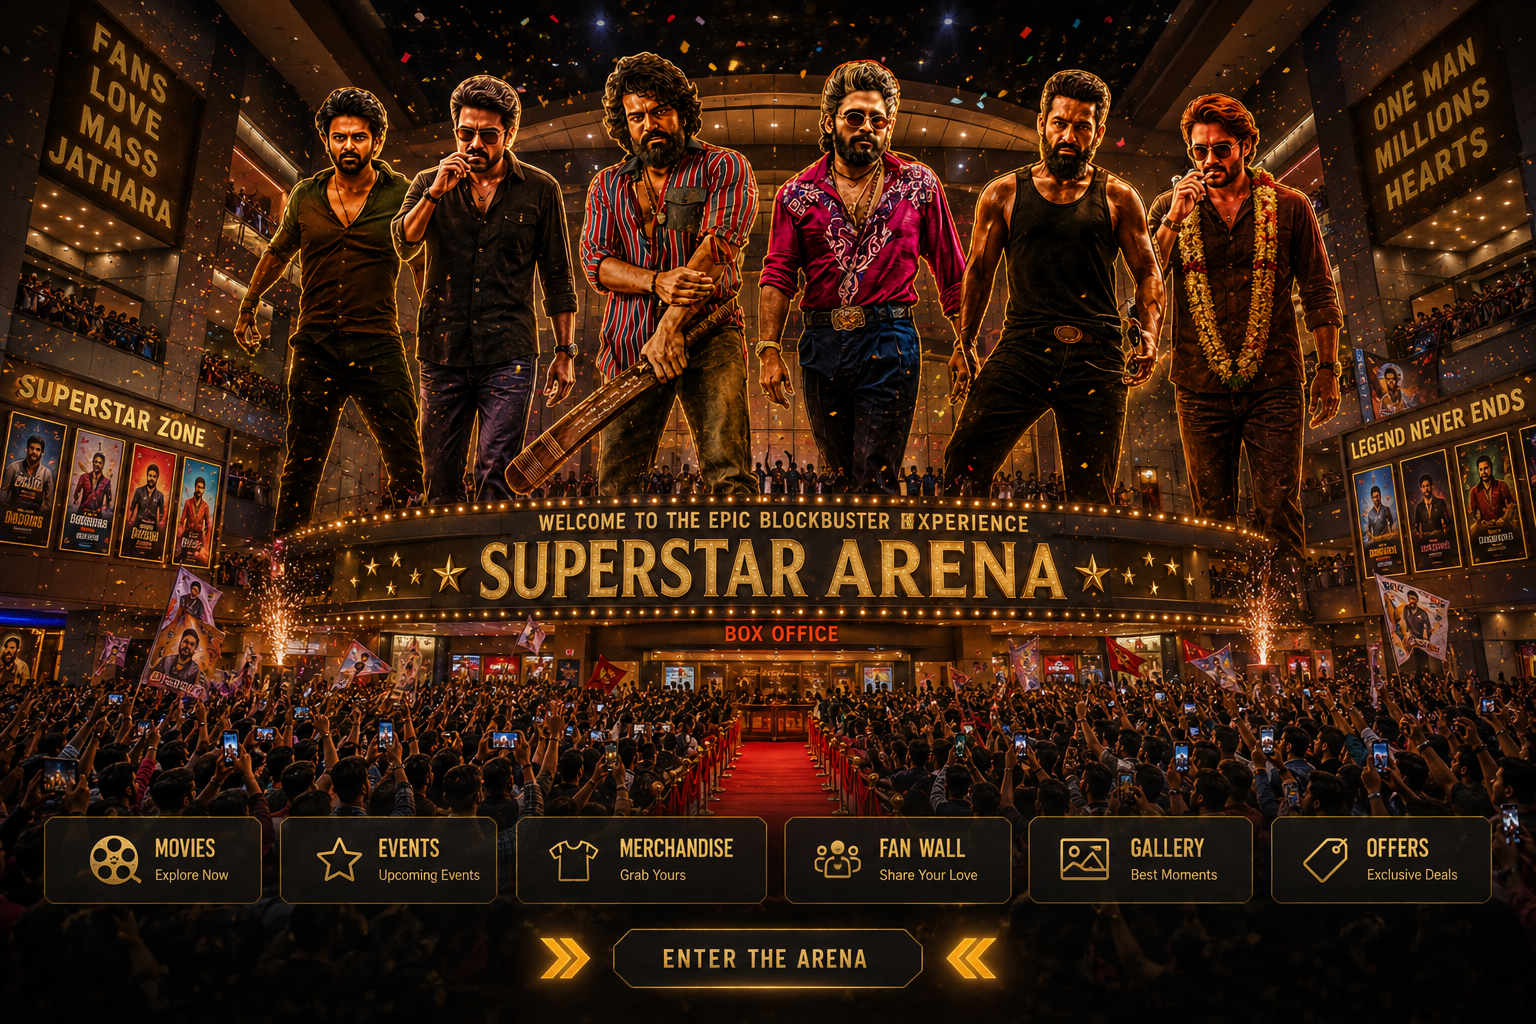 FANS
LOVE
MASS
JATHARA
ONE MAN
MILLIONS
HEARTS
SUPERSTAR ZONE
LEGEND NEVER ENDS
WELCOME TO THE EPIC BLOCKBUSTER EXPERIENCE
SUPERSTAR ARENA
BOX OFFICE
MOVIES
Explore Now
EVENTS
Upcoming Events
MERCHANDISE
Grab Yours
FAN WALL
Share Your Love
GALLERY
Best Moments
OFFERS
Exclusive Deals
ENTER THE ARENA